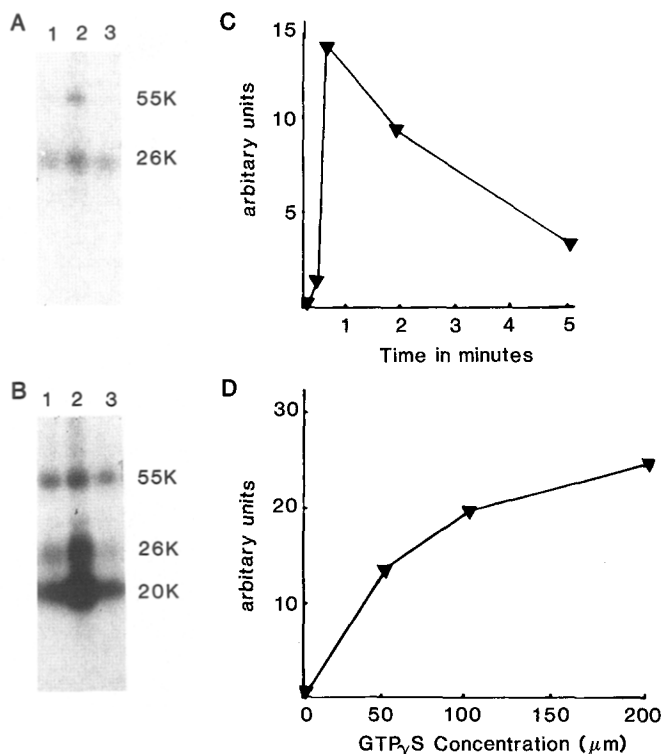 A
1 2 3
55K
26K
B
1 2 3
55K
26K
20K
C
15
10
5
arbitary units
1 2 3 4 5
Time in minutes
D
30
20
10
arbitary units
0 50 100 150 200
GTPγS Concentration (μm)